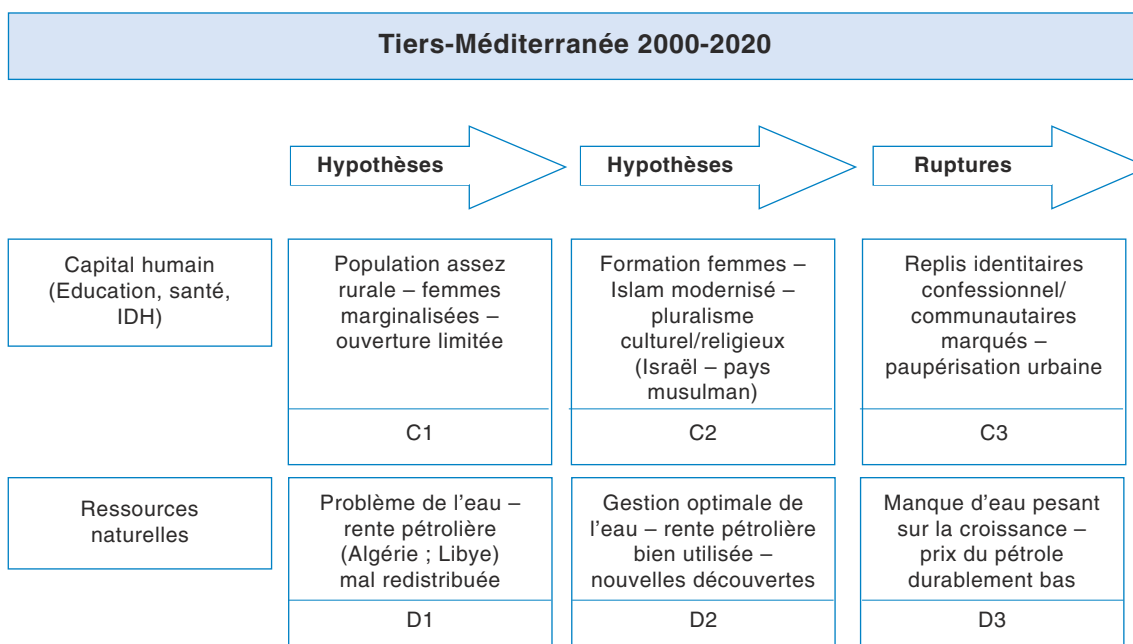 Tiers-Méditerranée 2000-2020
Hypothèses
Hypothèses
Ruptures
Capital humain
(Education, santé,
IDH)
Population assez
rurale – femmes
marginalisées –
ouverture limitée
C1
Formation femmes –
Islam modernisé –
pluralisme
culturel/religieux
(Israël – pays
musulman)
C2
Replis identitaires
confessionnel/
communautaires
marqués –
paupérisation urbaine
C3
Ressources
naturelles
Problème de l'eau –
rente pétrolière
(Algérie ; Libye)
mal redistribuée
D1
Gestion optimale de
l'eau – rente pétrolière
bien utilisée –
nouvelles découvertes
D2
Manque d'eau pesant
sur la croissance –
prix du pétrole
durablement bas
D3